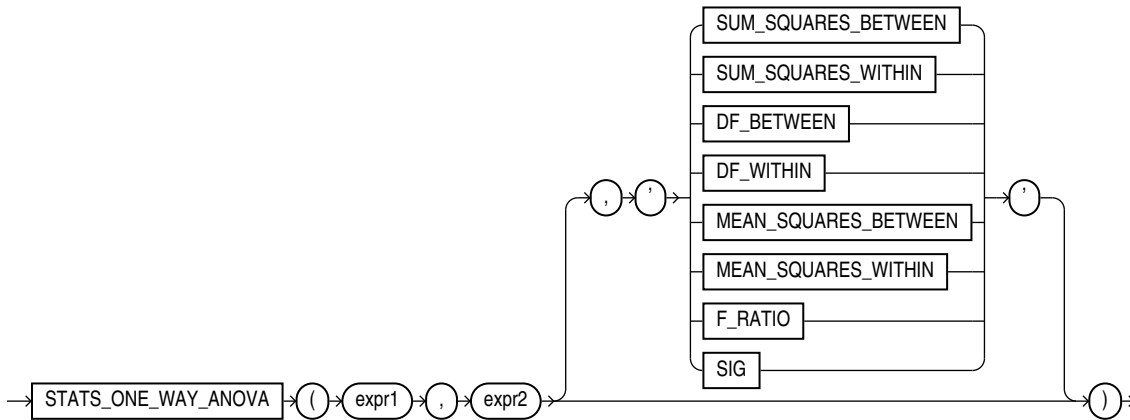 SUM_SQUARES_BETWEEN
SUM_SQUARES_WITHIN
DF_BETWEEN
DF_WITHIN
, ' MEAN_SQUARES_BETWEEN '
MEAN_SQUARES_WITHIN
F_RATIO
SIG
STATS_ONE_WAY_ANOVA ( expr1 , expr2 )